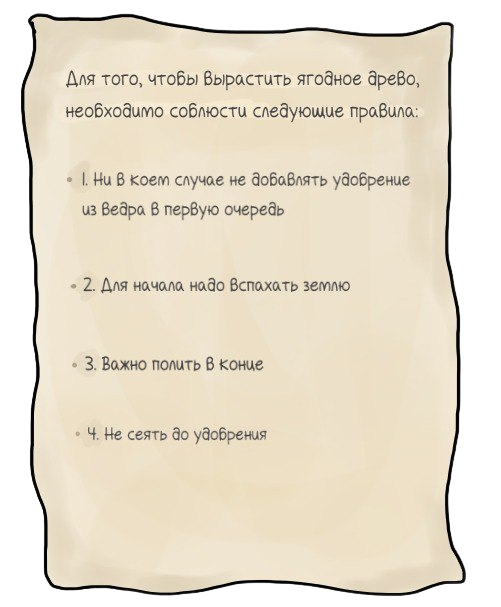 Для того, чтобы вырастить ягодное древо,
необходимо соблюсти следующие правила:
1. Ни в коем случае не добавлять удобрение
из ведра в первую очередь
2. Для начала надо вспахать землю
3. Важно полить в конце
4. Не сеять до удобрения